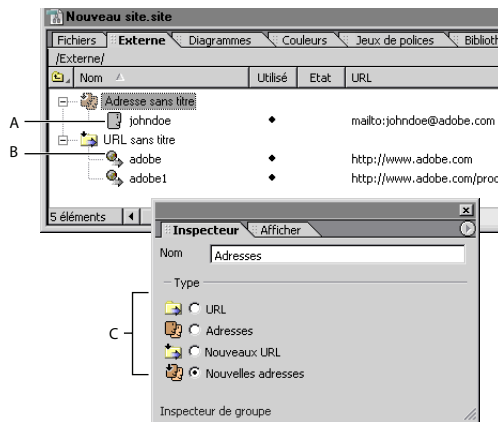 Nouveau site.site
Fichiers Externe Diagrammes Couleurs Jeux de polices
/Externe/
Nom Utilisé Etat URL
Adresse sans titre
A johndoe mailto:johndoe@adobe.com
B URL sans titre
adobe http://www.adobe.com
adobe1 http://www.adobe.com/
5 éléments
Inspecteur Afficher
Nom Adresses
Type
URL
C Adresses
Nouveaux URL
Nouvelles adresses
Inspecteur de groupe